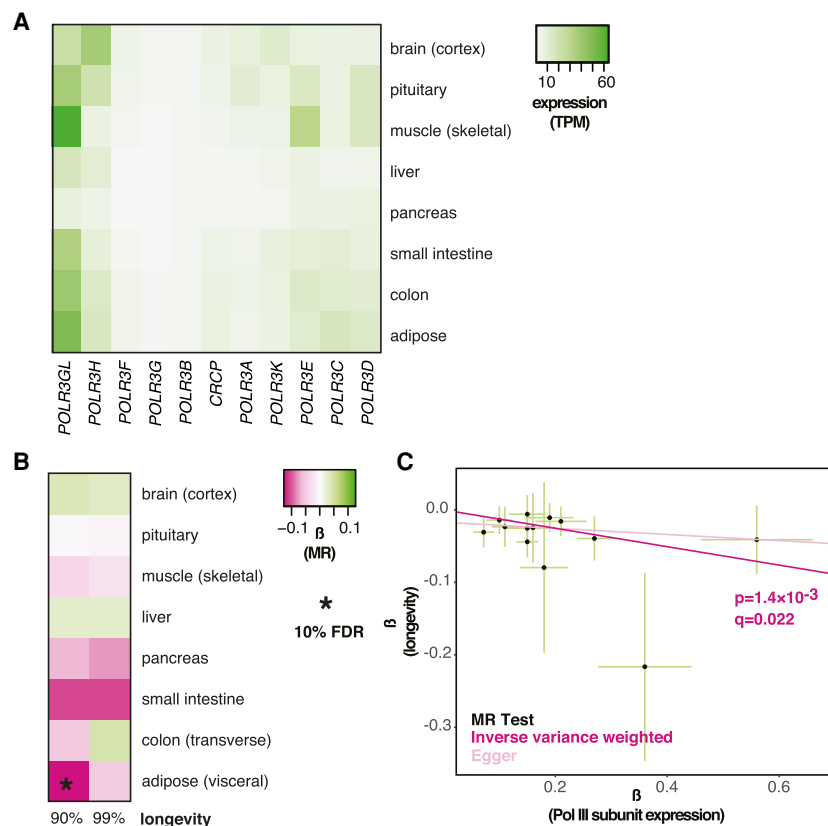 A
brain (cortex)
pituitary
muscle (skeletal)
liver
pancreas
small intestine
colon
adipose
10 60
expression
(TPM)
POLR3GL
POLR3H
POLR3F
POLR3G
POLR3B
CRCP
POLR3A
POLR3K
POLR3E
POLR3C
POLR3D
B
brain (cortex)
pituitary
muscle (skeletal)
liver
pancreas
small intestine
colon (transverse)
adipose (visceral)
*
90% 99% longevity
−0.1 0.1
ß
(MR)
*
10% FDR
C
0.0
-0.1
-0.2
-0.3
ß
(longevity)
p=1.4×10-3
q=0.022
MR Test
Inverse variance weighted
Egger
0.2 0.4 0.6
ß
(Pol III subunit expression)